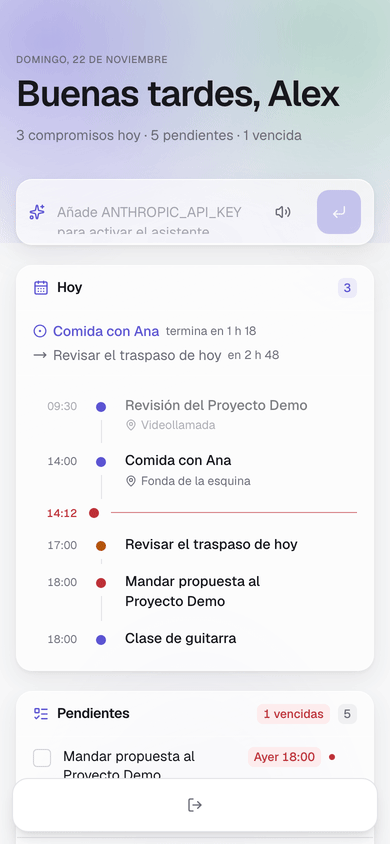 DOMINGO, 22 DE NOVIEMBRE
Buenas tardes, Alex
3 compromisos hoy · 5 pendientes · 1 vencida
Añade ANTHROPIC_API_KEY
para activar el asistente
Hoy 3
Comida con Ana termina en 1 h 18
Revisar el traspaso de hoy en 2 h 48
09:30 Revisión del Proyecto Demo
Videollamada
14:00 Comida con Ana
Fonda de la esquina
14:12
17:00 Revisar el traspaso de hoy
18:00 Mandar propuesta al
Proyecto Demo
18:00 Clase de guitarra
Pendientes 1 vencidas 5
Mandar propuesta al Ayer 18:00
Proyecto Demo